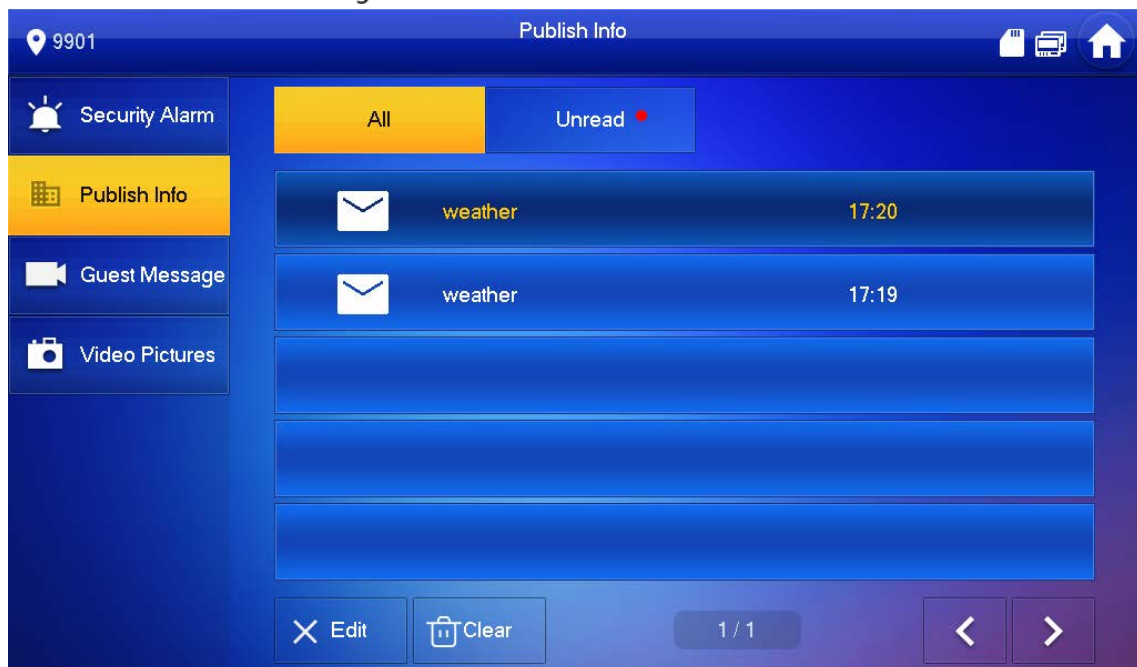 9901
Publish Info
Security Alarm
Publish Info
Guest Message
Video Pictures
All
Unread
weather 17:20
weather 17:19
Edit
Clear
1 / 1